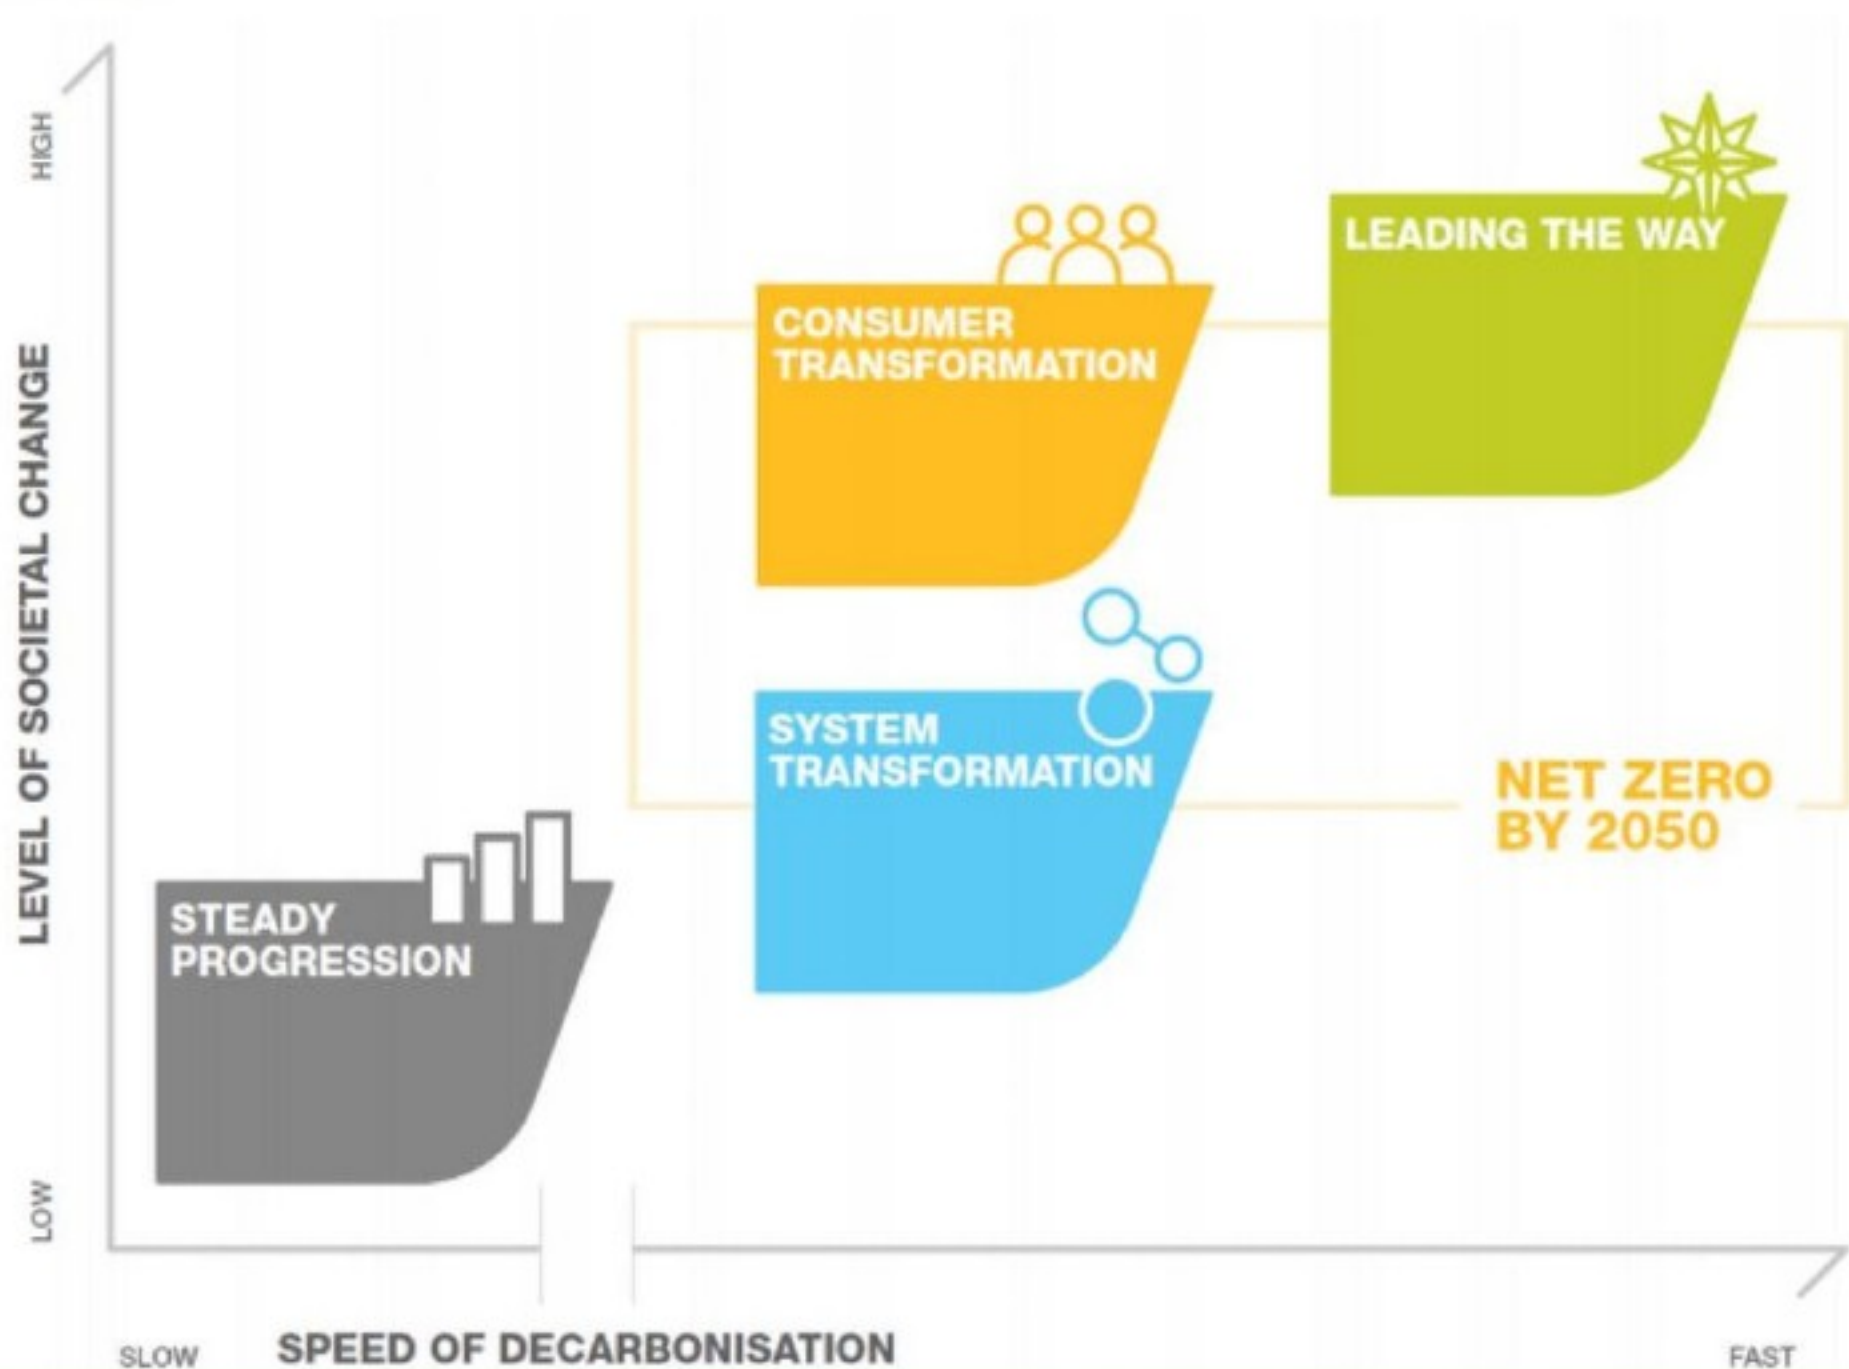 HIGH
LEADING THE WAY
CONSUMER
TRANSFORMATION
LEVEL OF SOCIETAL CHANGE
SYSTEM
TRANSFORMATION
NET ZERO
BY 2050
STEADY
PROGRESSION
LOW
SLOW
SPEED OF DECARBONISATION
FAST